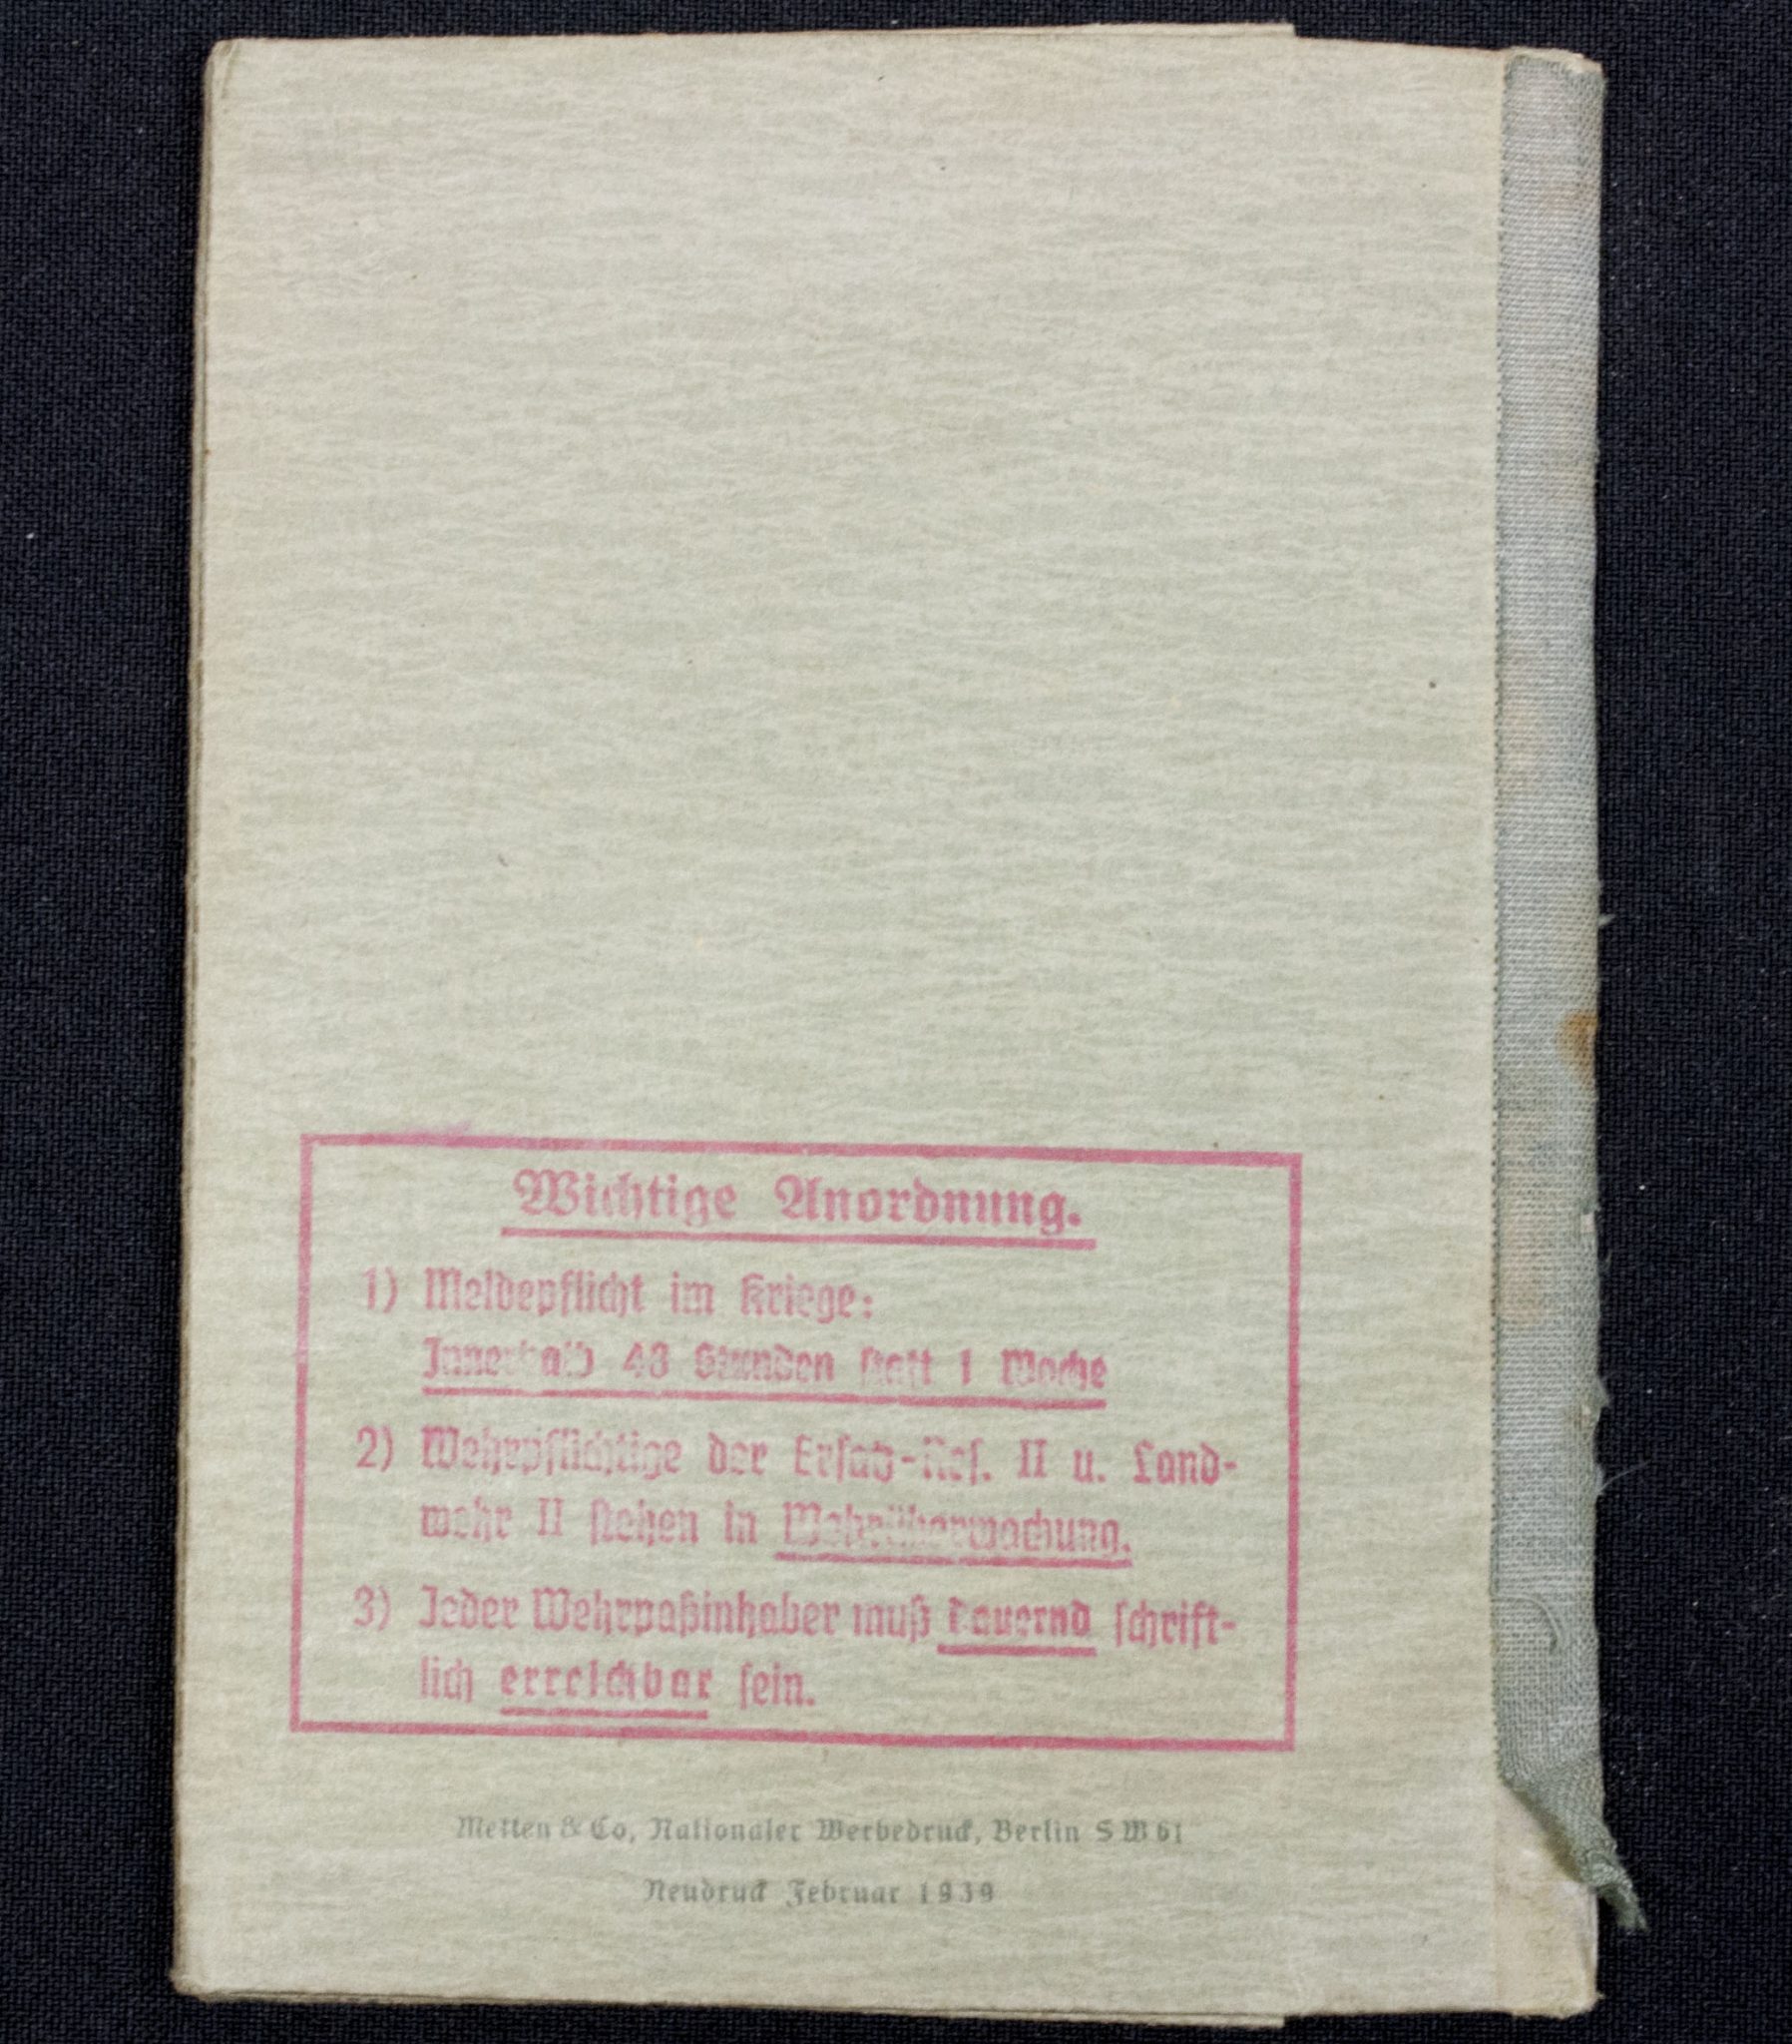 Wichtige Anordnung.
1) Meldepflicht im Kriege:
Innerhalb 48 Stunden statt 1 Woche
2) Wehrpflichtige der Ersatz-Res. II u. Land-
wehr II stehen in Wehrüberwachung.
3) Jeder Wehrpaßinhaber muß dauernd schrift-
lich erreichbar sein.
Metten & Co, Nationaler Werbedruck, Berlin SW 61
Neudruck Februar 1939